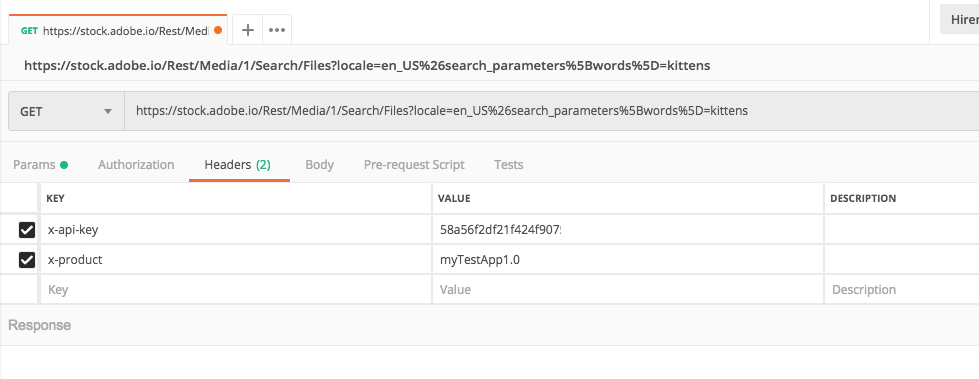 Hirer
GET https://stock.adobe.io/Rest/Medi
https://stock.adobe.io/Rest/Media/1/Search/Files?locale=en_US%26search_parameters%5Bwords%5D=kittens
GET https://stock.adobe.io/Rest/Media/1/Search/Files?locale=en_US%26search_parameters%5Bwords%5D=kittens
Params Authorization Headers (2) Body Pre-request Script Tests
KEY VALUE DESCRIPTION
x-api-key 58a56f2df21f424f907
x-product myTestApp1.0
Key Value Description
Response